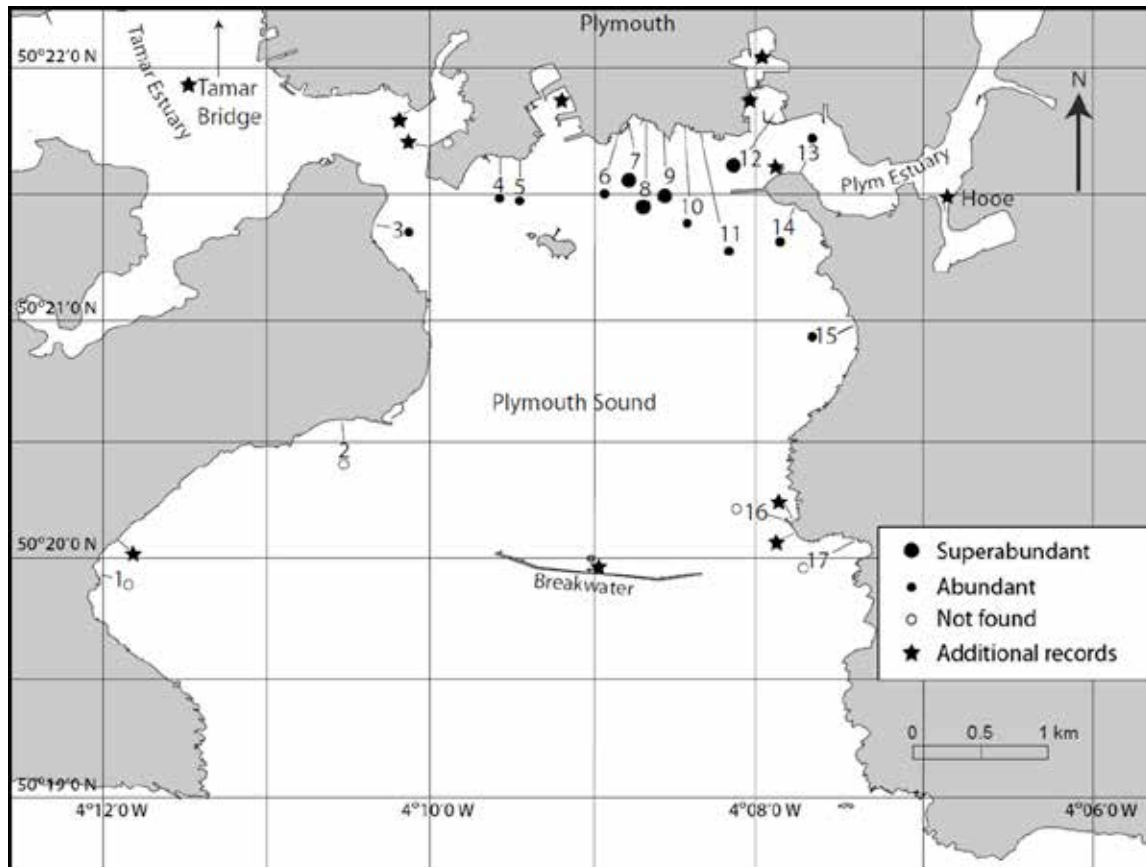 Plymouth
50°22'0 N
Tamar Estuary
Tamar
Bridge
N
Plym Estuary
Hooe
4
5
6
7
8
9
10
11
12
13
14
3
50°21'0 N
15
Plymouth Sound
2
16
17
50°20'0 N
1
Breakwater
Superabundant
Abundant
Not found
Additional records
0 0.5 1 km
50°19'0 N
4°12'0 W
4°10'0 W
4°08'0 W
4°06'0 W